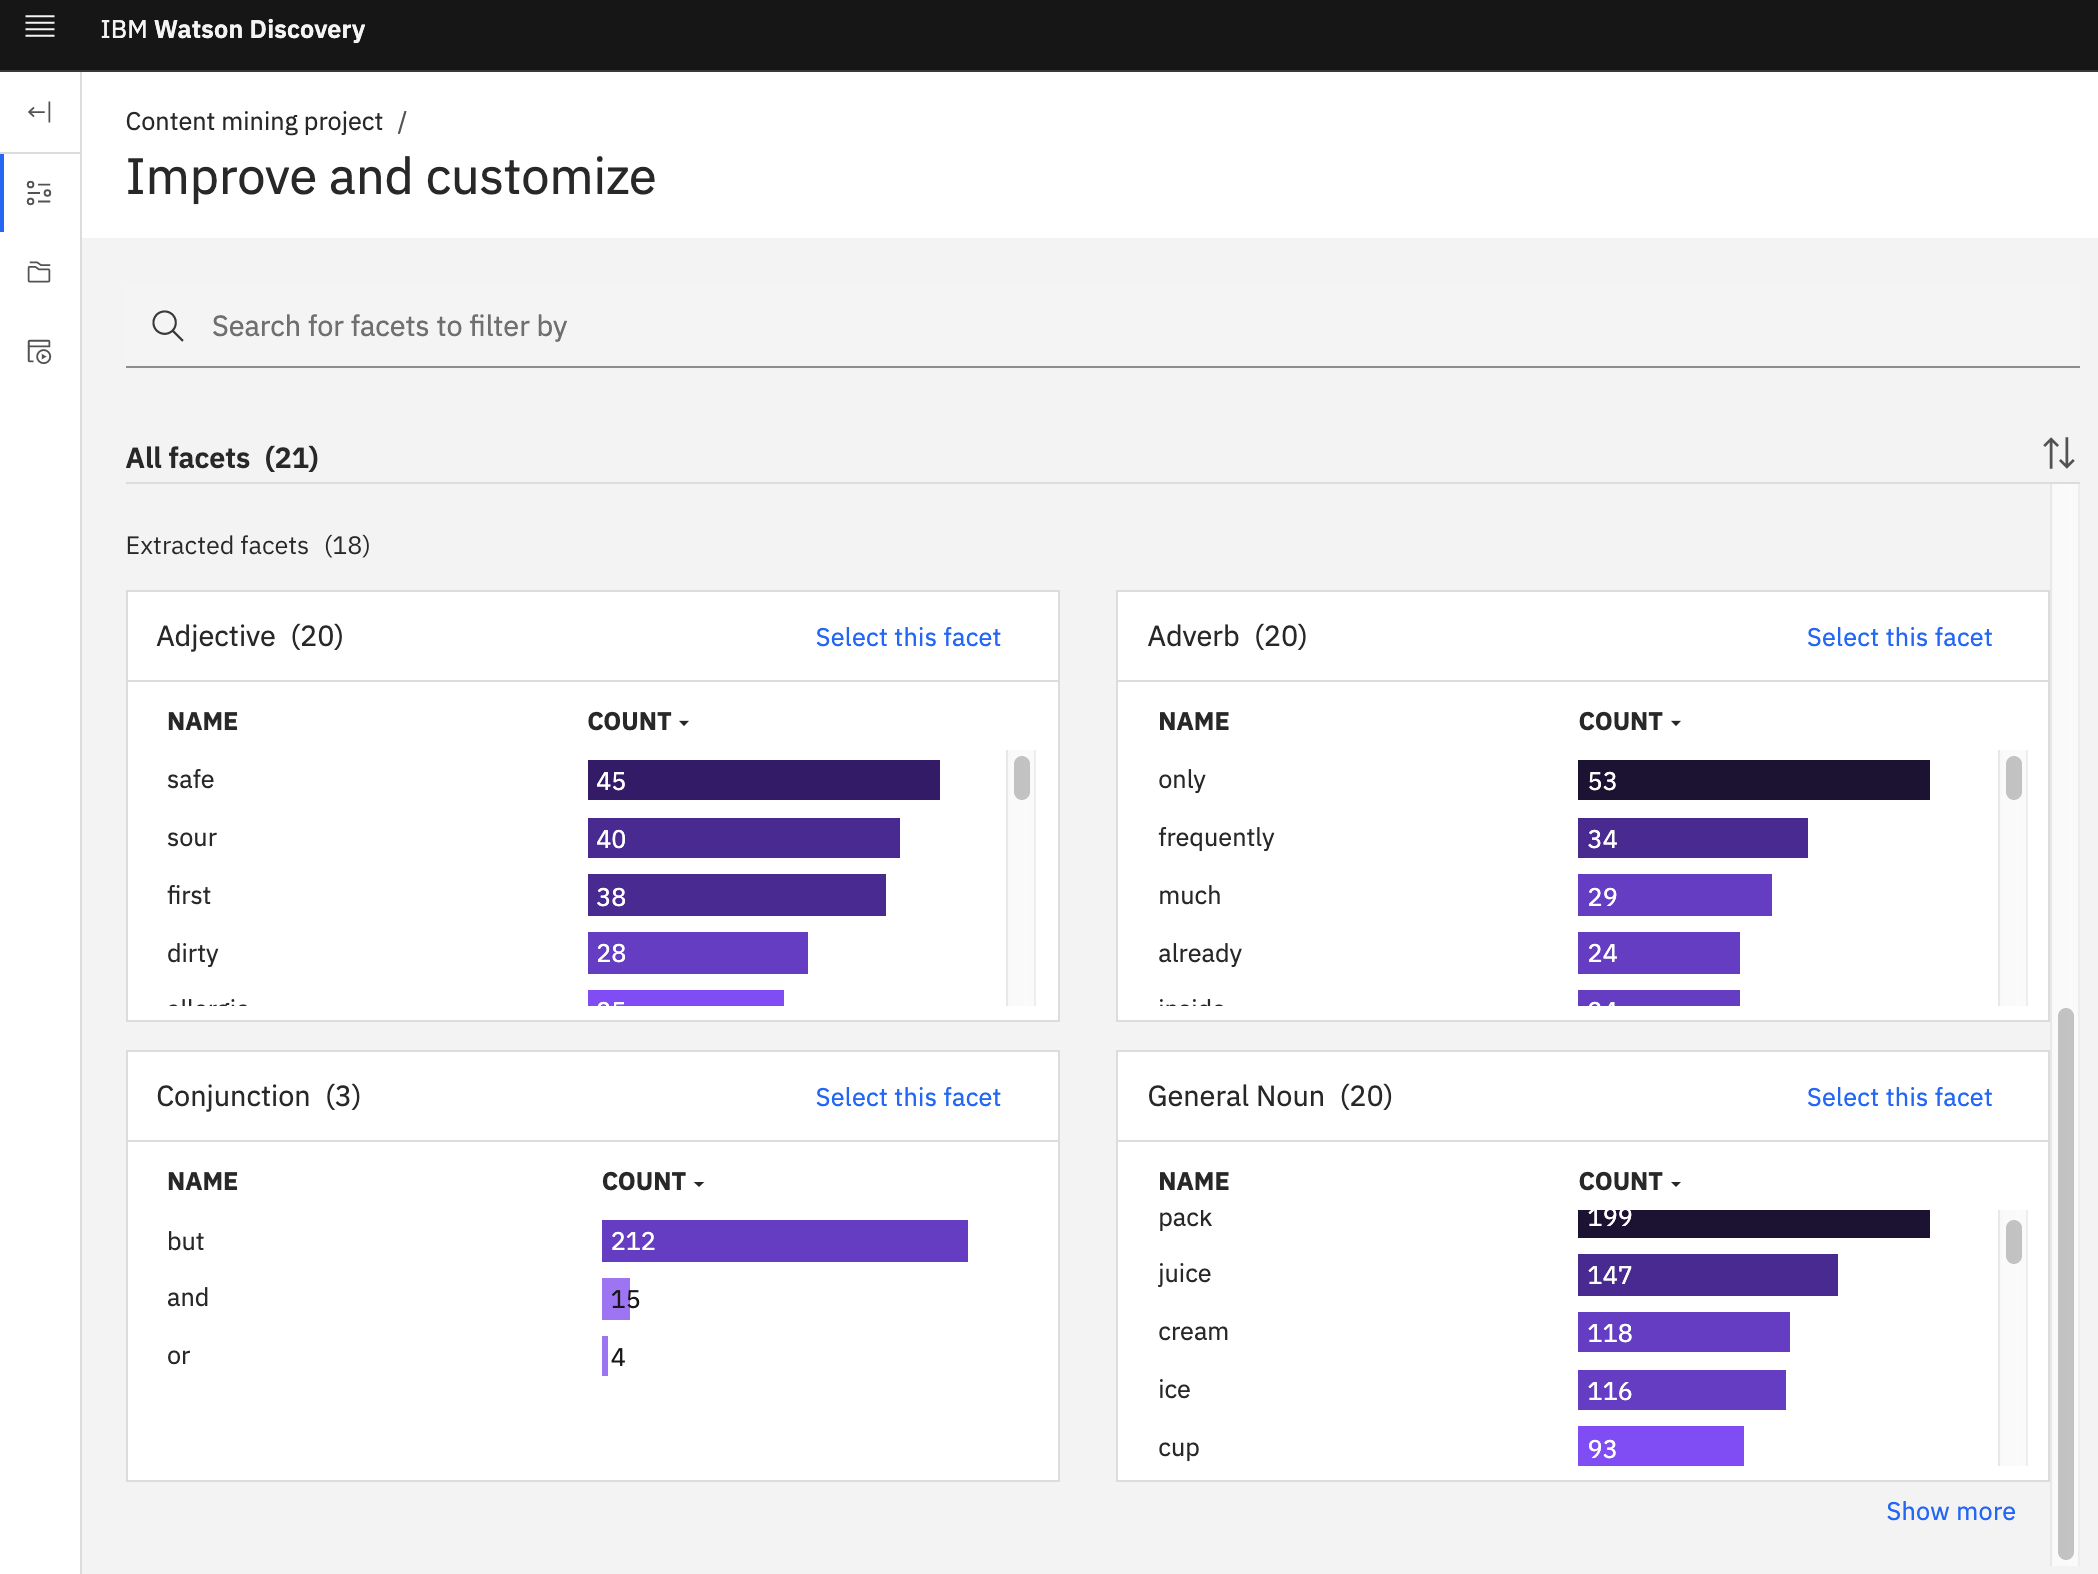 IBM Watson Discovery
Content mining project /
Improve and customize
Search for facets to filter by
All facets (21)
Extracted facets (18)
Adjective (20) Select this facet
NAME COUNT
safe 45
sour 40
first 38
dirty 28
allergic 25
Adverb (20) Select this facet
NAME COUNT
only 53
frequently 34
much 29
already 24
inside 24
Conjunction (3) Select this facet
NAME COUNT
but 212
and 15
or 4
General Noun (20) Select this facet
NAME COUNT
pack 199
juice 147
cream 118
ice 116
cup 93
Show more